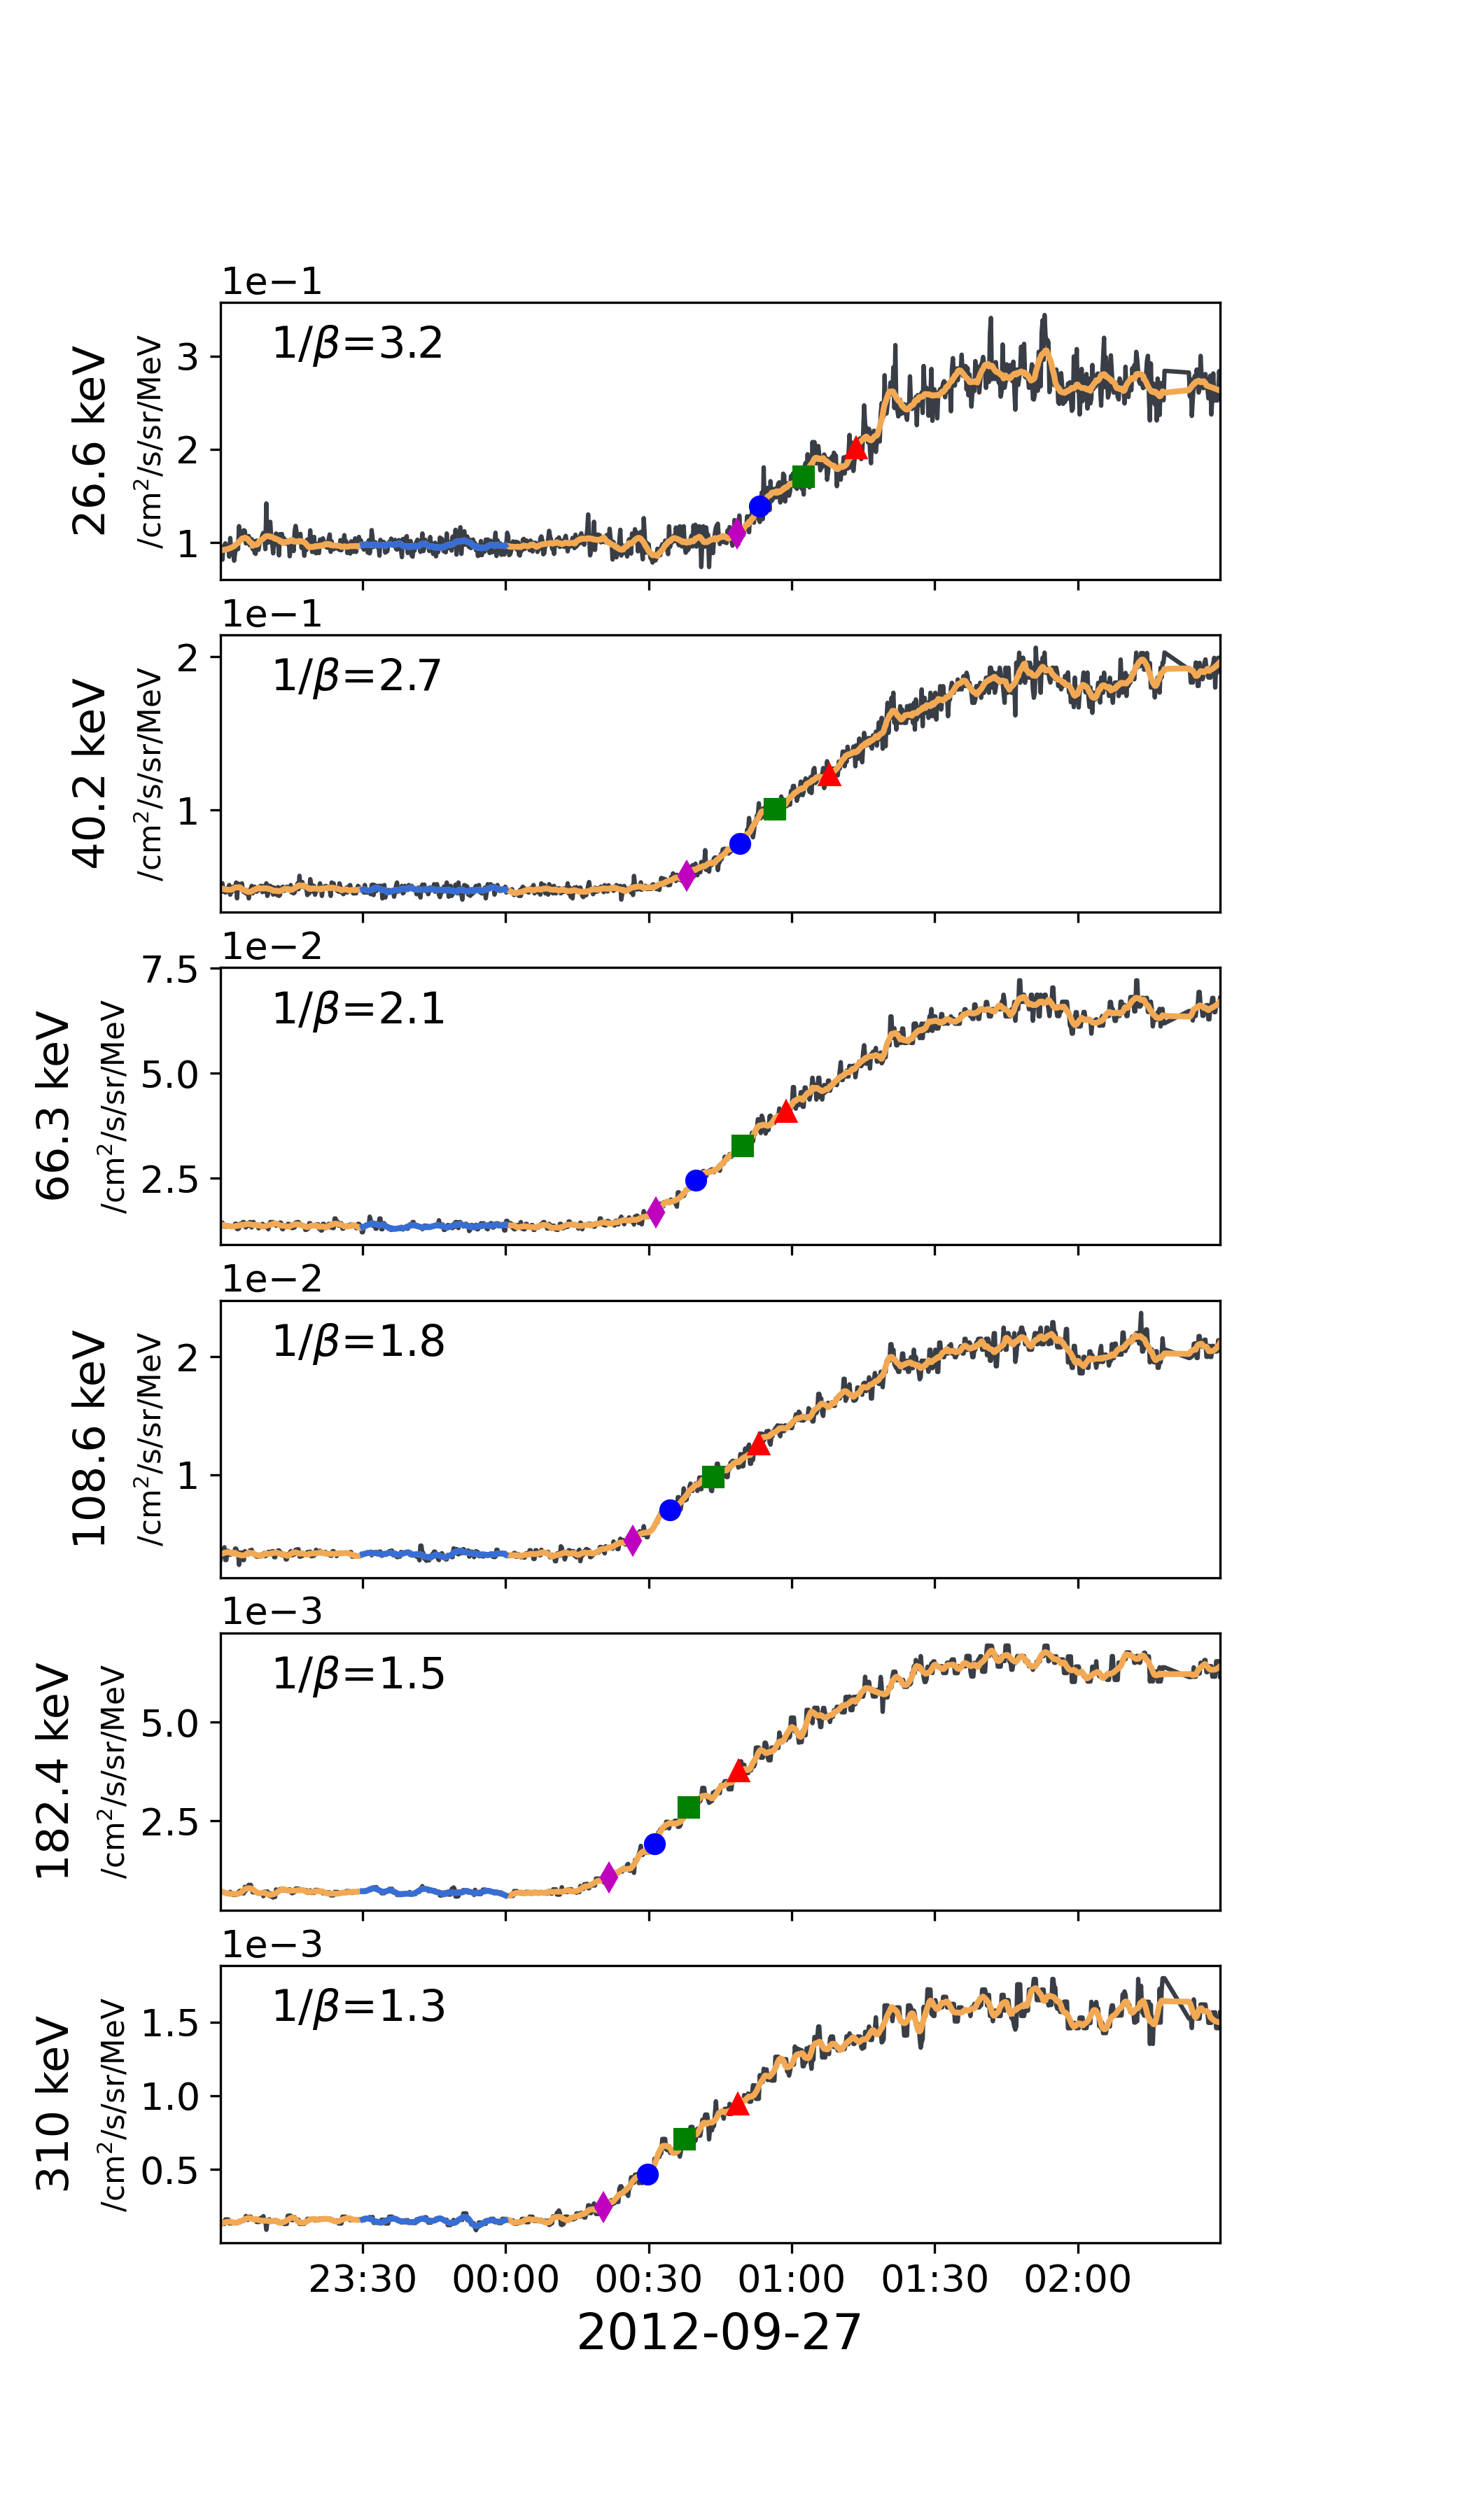 1e−1
1/β=3.2
26.6 keV
/cm²/s/sr/MeV
3
2
1
1e−1
1/β=2.7
40.2 keV
/cm²/s/sr/MeV
2
1
1e−2
1/β=2.1
66.3 keV
/cm²/s/sr/MeV
7.5
5.0
2.5
1e−2
1/β=1.8
108.6 keV
/cm²/s/sr/MeV
2
1
1e−3
1/β=1.5
182.4 keV
/cm²/s/sr/MeV
5.0
2.5
1e−3
1/β=1.3
310 keV
/cm²/s/sr/MeV
1.5
1.0
0.5
23:30 00:00 00:30 01:00 01:30 02:00
2012-09-27